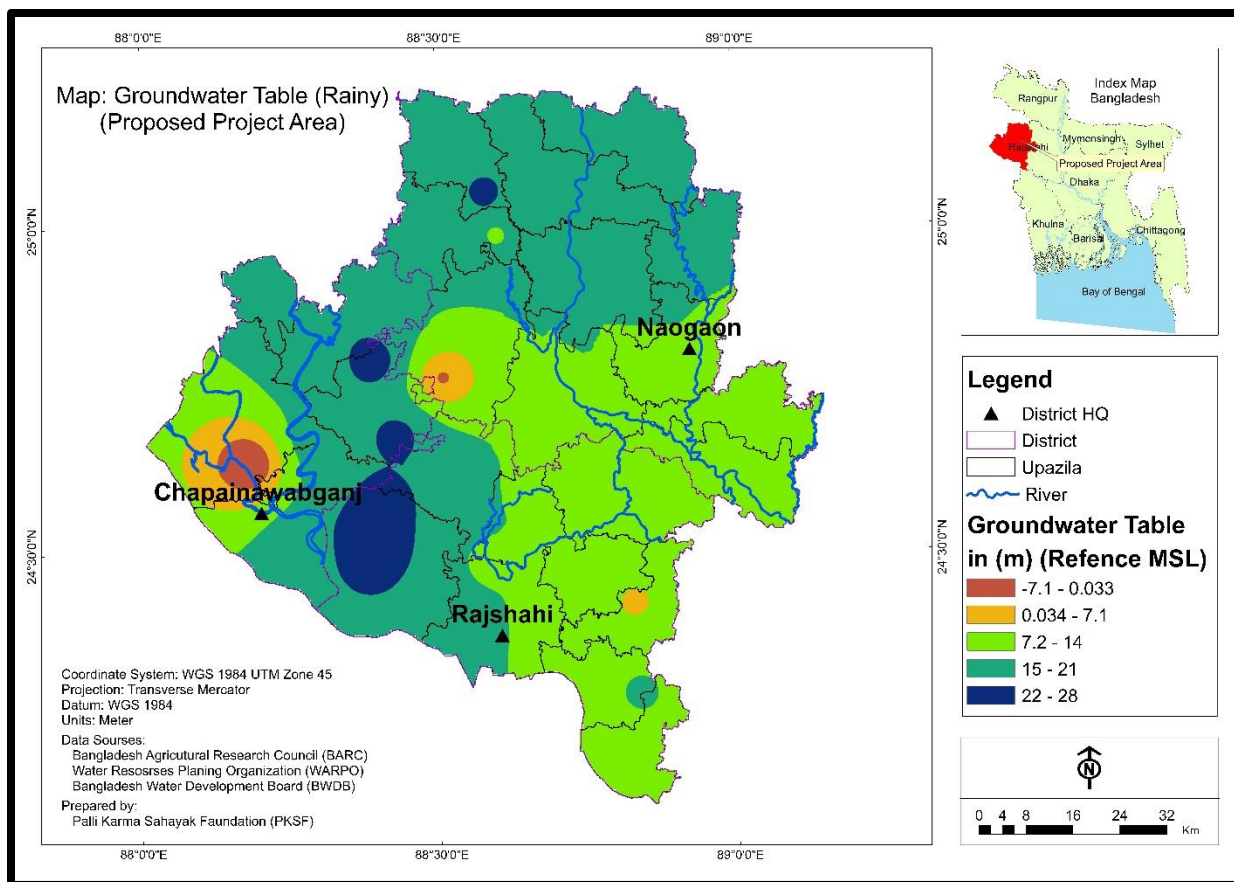 88°0'0"E
88°30'0"E
89°0'0"E
Map: Groundwater Table (Rainy)
(Proposed Project Area)
25°0'0"N
24°30'0"N
25°0'0"N
24°30'0"N
Naogaon
Chapainawabganj
Rajshahi
Coordinate System: WGS 1984 UTM Zone 45
Projection: Transverse Mercator
Datum: WGS 1984
Units: Meter
Data Sourses:
Bangladesh Agricutural Research Council (BARC)
Water Resosrses Planing Organization (WARPO)
Bangladesh Water Development Board (BWDB)
Prepared by:
Palli Karma Sahayak Foundation (PKSF)
88°0'0"E
88°30'0"E
89°0'0"E
Index Map
Bangladesh
Rangpur
Mymonsingh
Sylhet
Rajshahi
Proposed Project Area
Dhaka
Khulna
Barisal
Chittagong
Bay of Bengal
Legend
District HQ
District
Upazila
River
Groundwater Table
in (m) (Refence MSL)
-7.1 - 0.033
0.034 - 7.1
7.2 - 14
15 - 21
22 - 28
N
0 4 8 16 24 32
Km